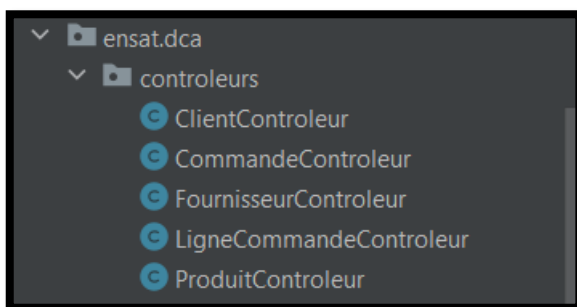 ensat.dca
controleurs
C ClientControleur
C CommandeControleur
C FournisseurControleur
C LigneCommandeControleur
C ProduitControleur